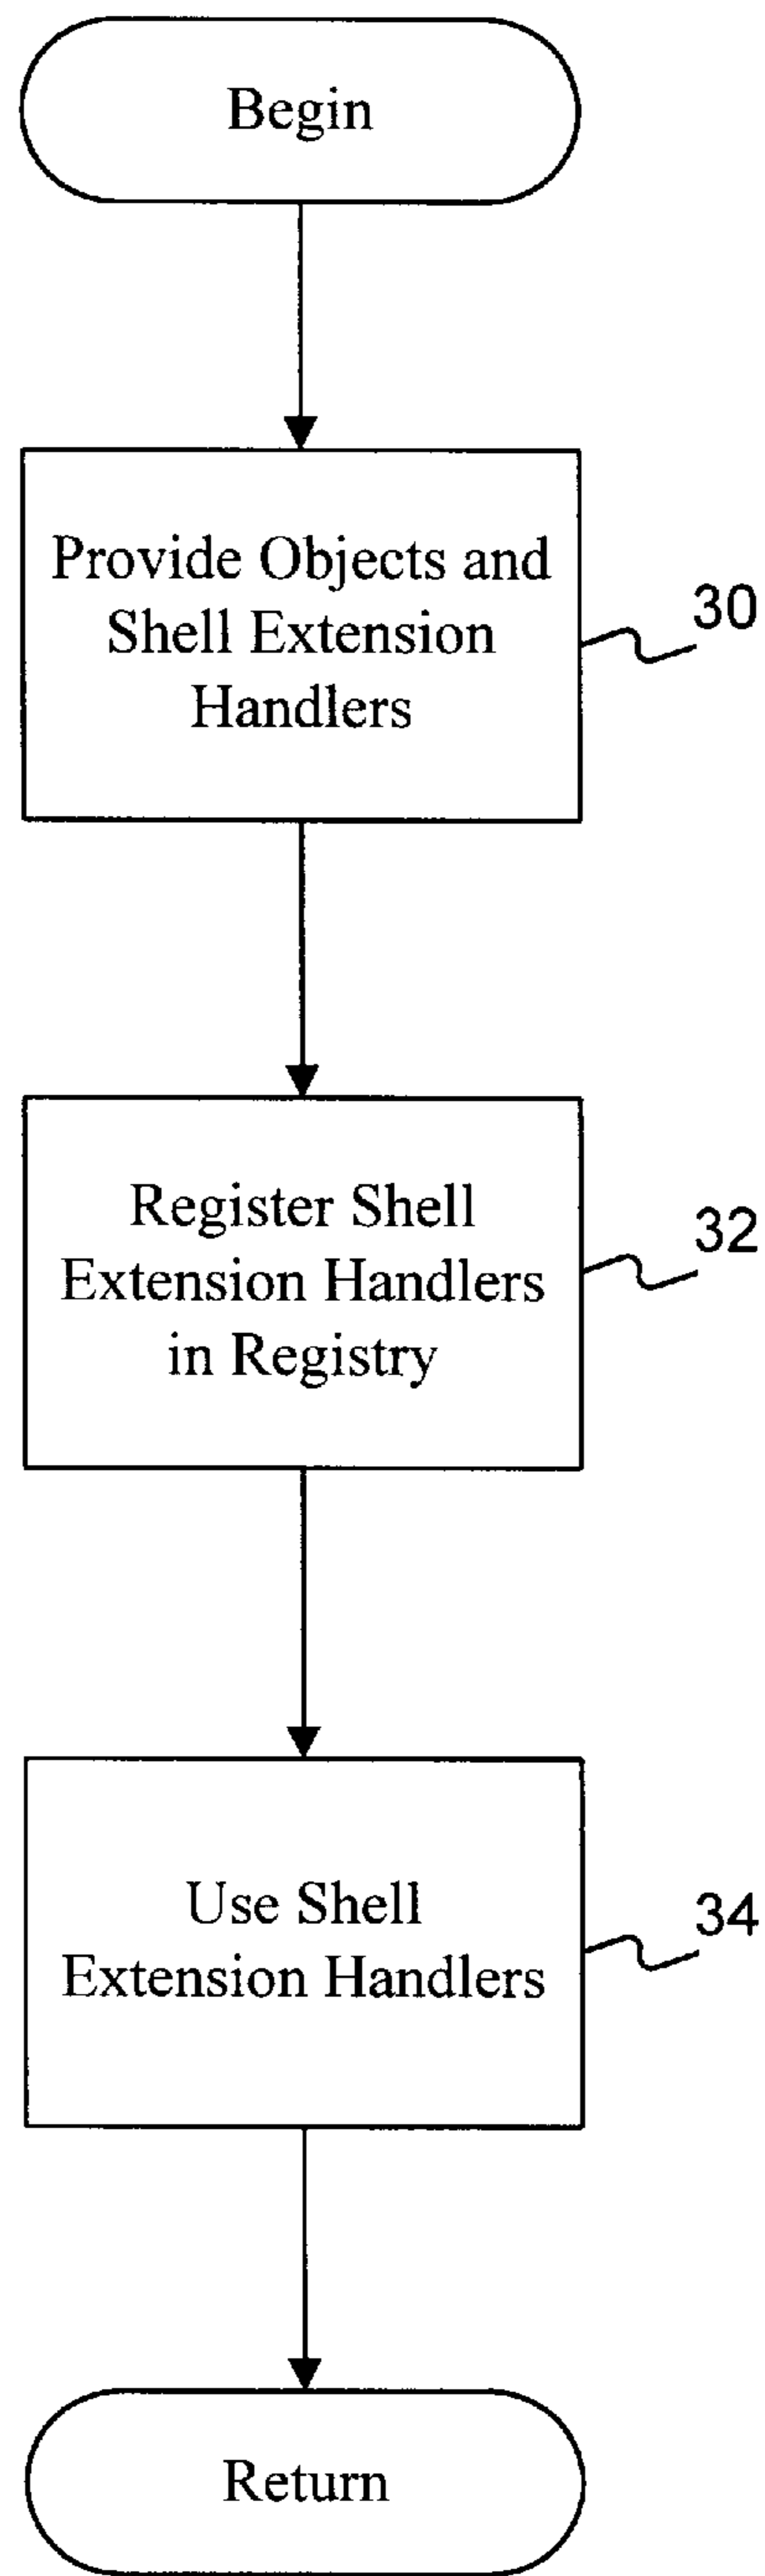 Begin
Provide Objects and
Shell Extension
Handlers
30
Register Shell
Extension Handlers
in Registry
32
Use Shell
Extension Handlers
34
Return